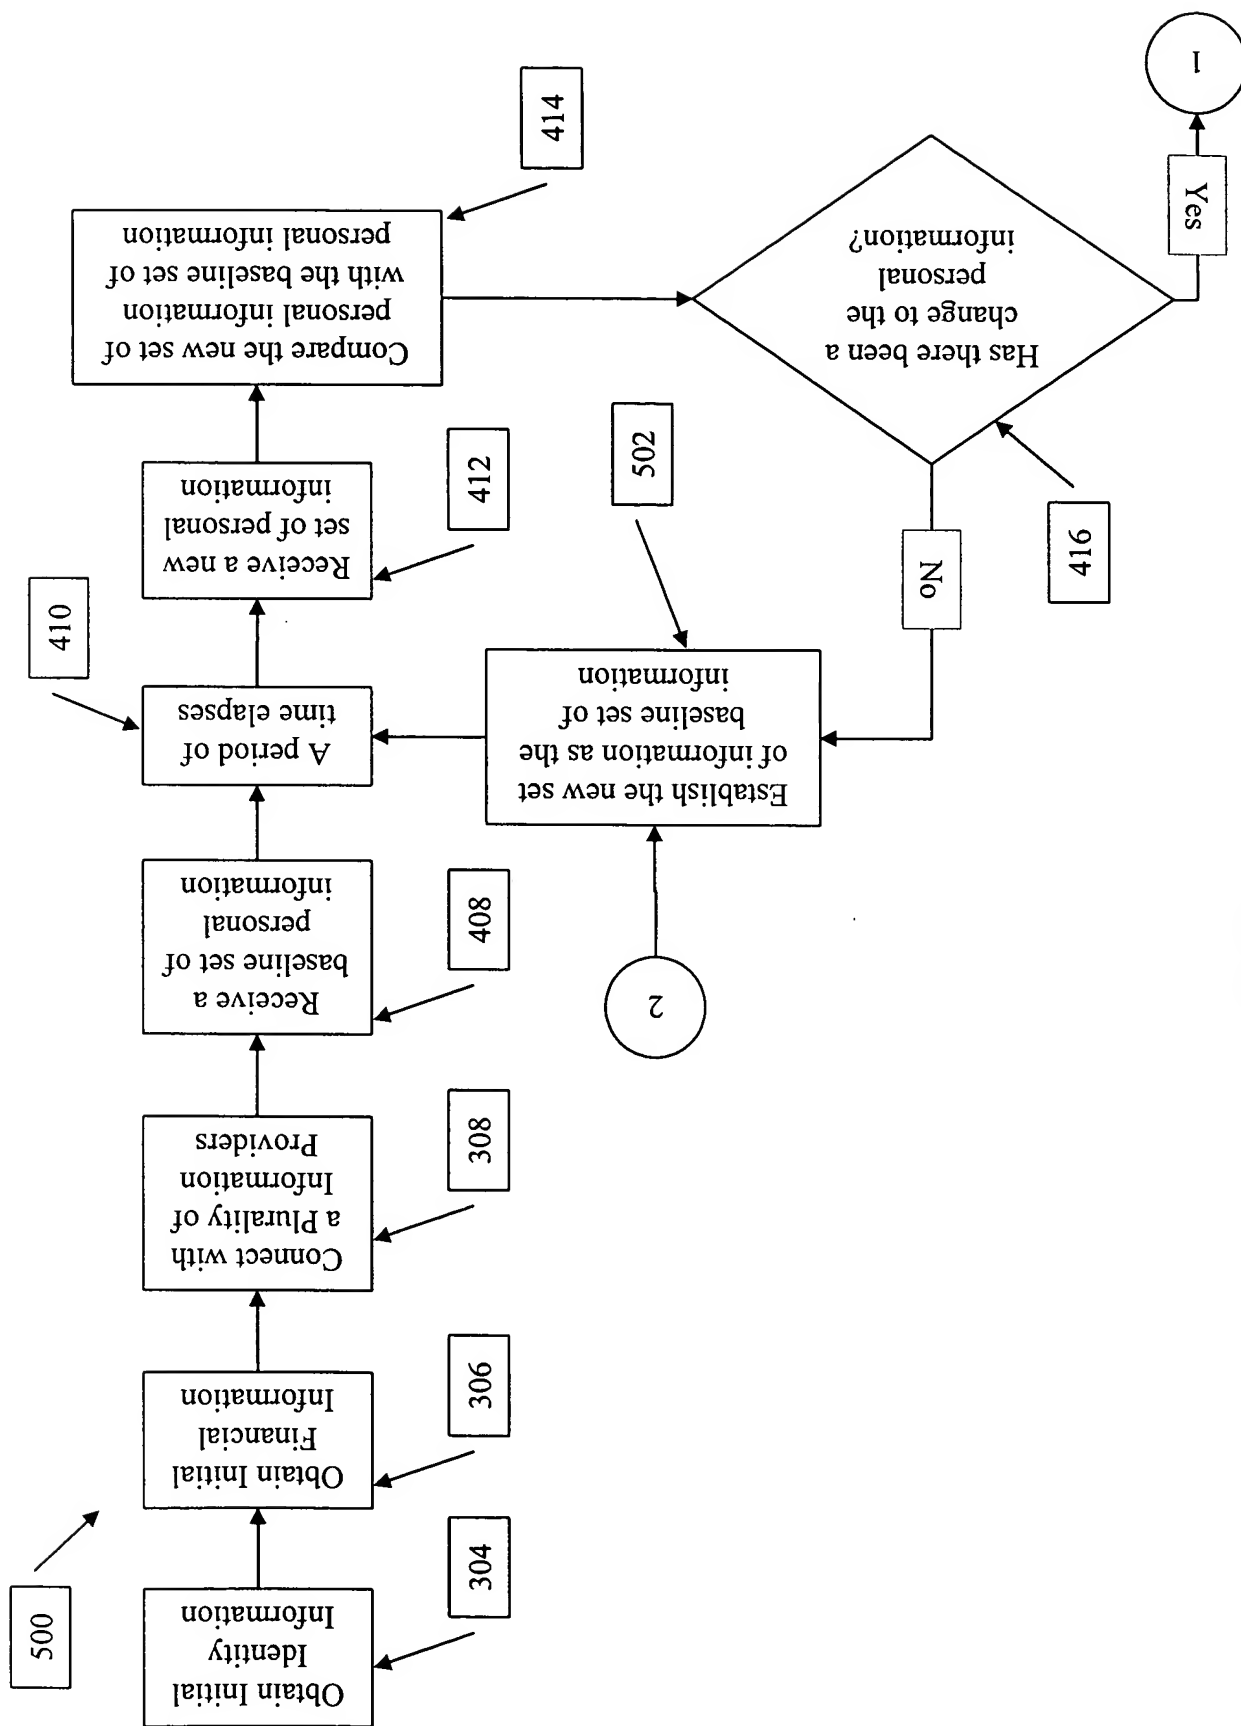 500
Obtain Initial
Identity
Information
304
Obtain Initial
Financial
Information
306
Connect with
a Plurality of
Information
Providers
308
Receive a
baseline set of
personal
information
408
A period of
time elapses
410
Receive a new
set of personal
information
412
Compare the new set of
personal information
with the baseline set of
personal information
414
Has there been a
change to the
personal
information?
416
Yes
1
No
Establish the new set
of information as the
baseline set of
information
502
2